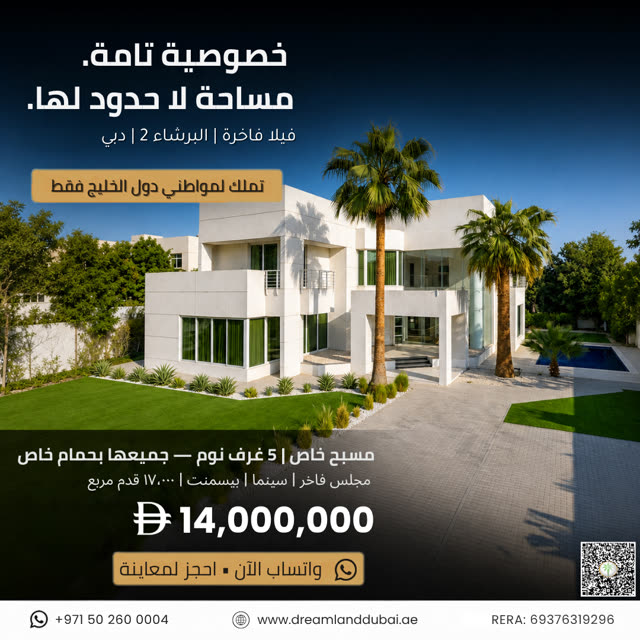 خصوصية تامة.
مساحة لا حدود لها.
فيلا فاخرة | البرشاء 2 | دبي
تملك لمواطني دول الخليج فقط
مسبح خاص | 5 غرف نوم — جميعها بحمام خاص
مجلس فاخر | سينما | بيسمنت | ١٧،٠٠٠ قدم مربع
14,000,000
واتساب الآن ▪ احجز لمعاينة
+971 50 260 0004
www.dreamlanddubai.ae
RERA: 69376319296